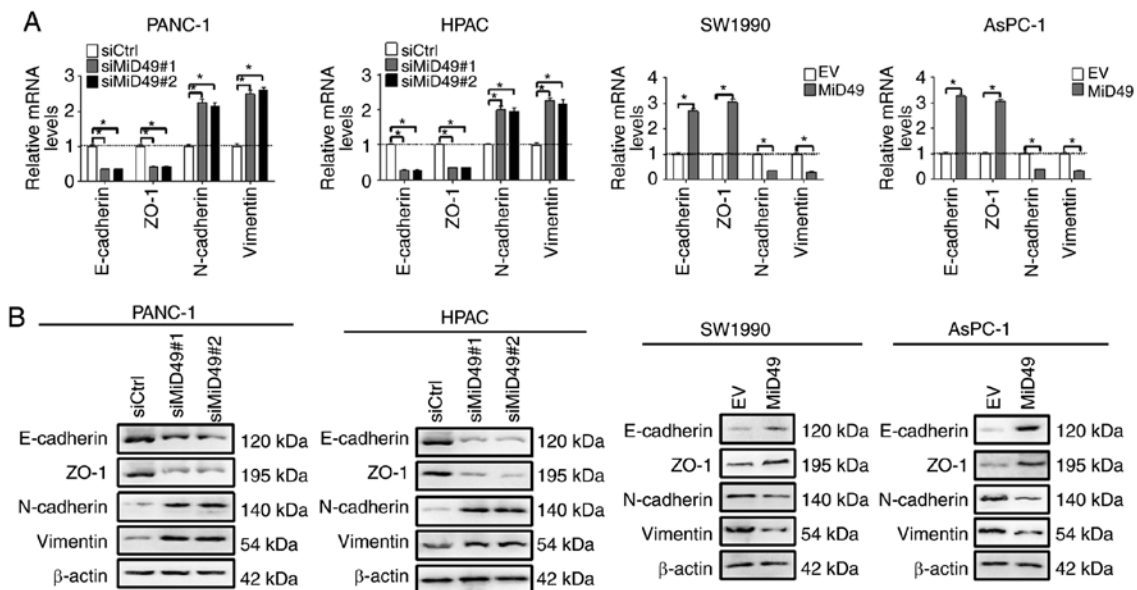 A
PANC-1
siCtrl
siMiD49#1
siMiD49#2
Relative mRNA
levels
3
2
1
0
*
*
*
*
*
*
*
*
E-cadherin
ZO-1
N-cadherin
Vimentin
HPAC
siCtrl
siMiD49#1
siMiD49#2
Relative mRNA
levels
3
2
1
0
*
*
*
*
*
*
*
*
E-cadherin
ZO-1
N-cadherin
Vimentin
SW1990
EV
MiD49
Relative mRNA
levels
4
3
2
1
0
*
*
*
*
E-cadherin
ZO-1
N-cadherin
Vimentin
AsPC-1
EV
MiD49
Relative mRNA
levels
4
3
2
1
0
*
*
*
*
E-cadherin
ZO-1
N-cadherin
Vimentin
B
PANC-1
siCtrl
siMiD49#1
siMiD49#2
E-cadherin 120 kDa
ZO-1 195 kDa
N-cadherin 140 kDa
Vimentin 54 kDa
β-actin 42 kDa
HPAC
siCtrl
siMiD49#1
siMiD49#2
E-cadherin 120 kDa
ZO-1 195 kDa
N-cadherin 140 kDa
Vimentin 54 kDa
β-actin 42 kDa
SW1990
EV
MiD49
E-cadherin 120 kDa
ZO-1 195 kDa
N-cadherin 140 kDa
Vimentin 54 kDa
β-actin 42 kDa
AsPC-1
EV
MiD49
E-cadherin 120 kDa
ZO-1 195 kDa
N-cadherin 140 kDa
Vimentin 54 kDa
β-actin 42 kDa